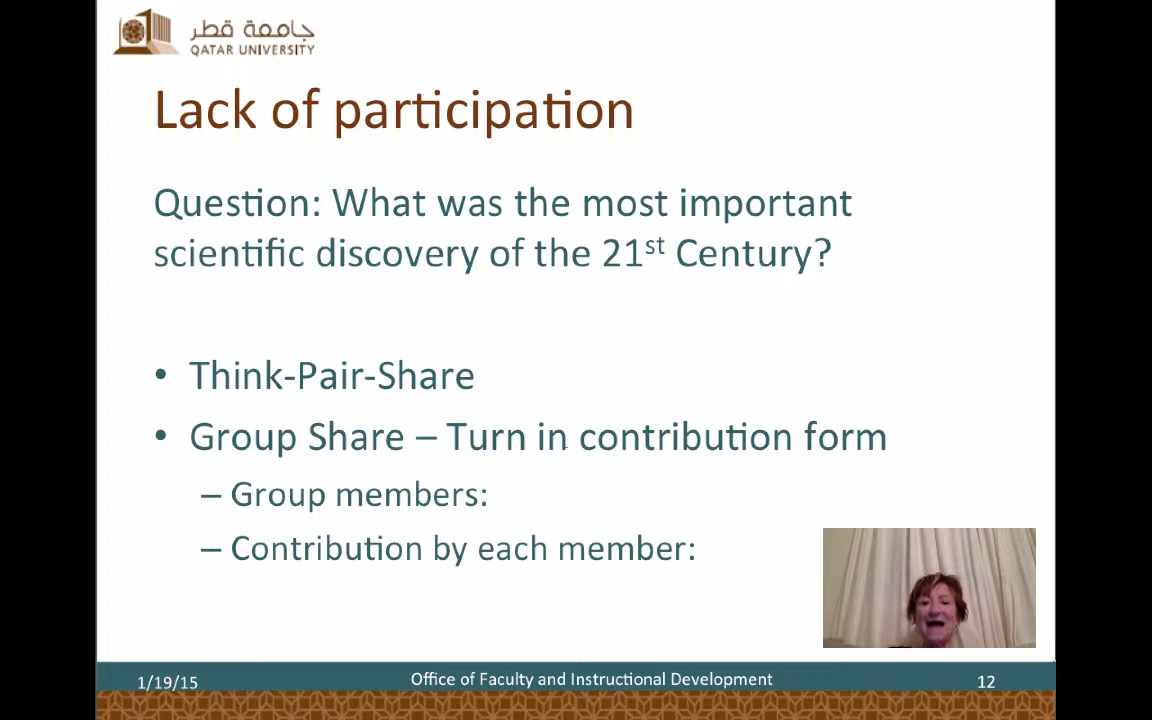 جامعة قطر
QATAR UNIVERSITY
Lack of participation
Question: What was the most important
scientific discovery of the 21st Century?
• Think-Pair-Share
• Group Share – Turn in contribution form
– Group members:
– Contribution by each member:
1/19/15
Office of Faculty and Instructional Development
12